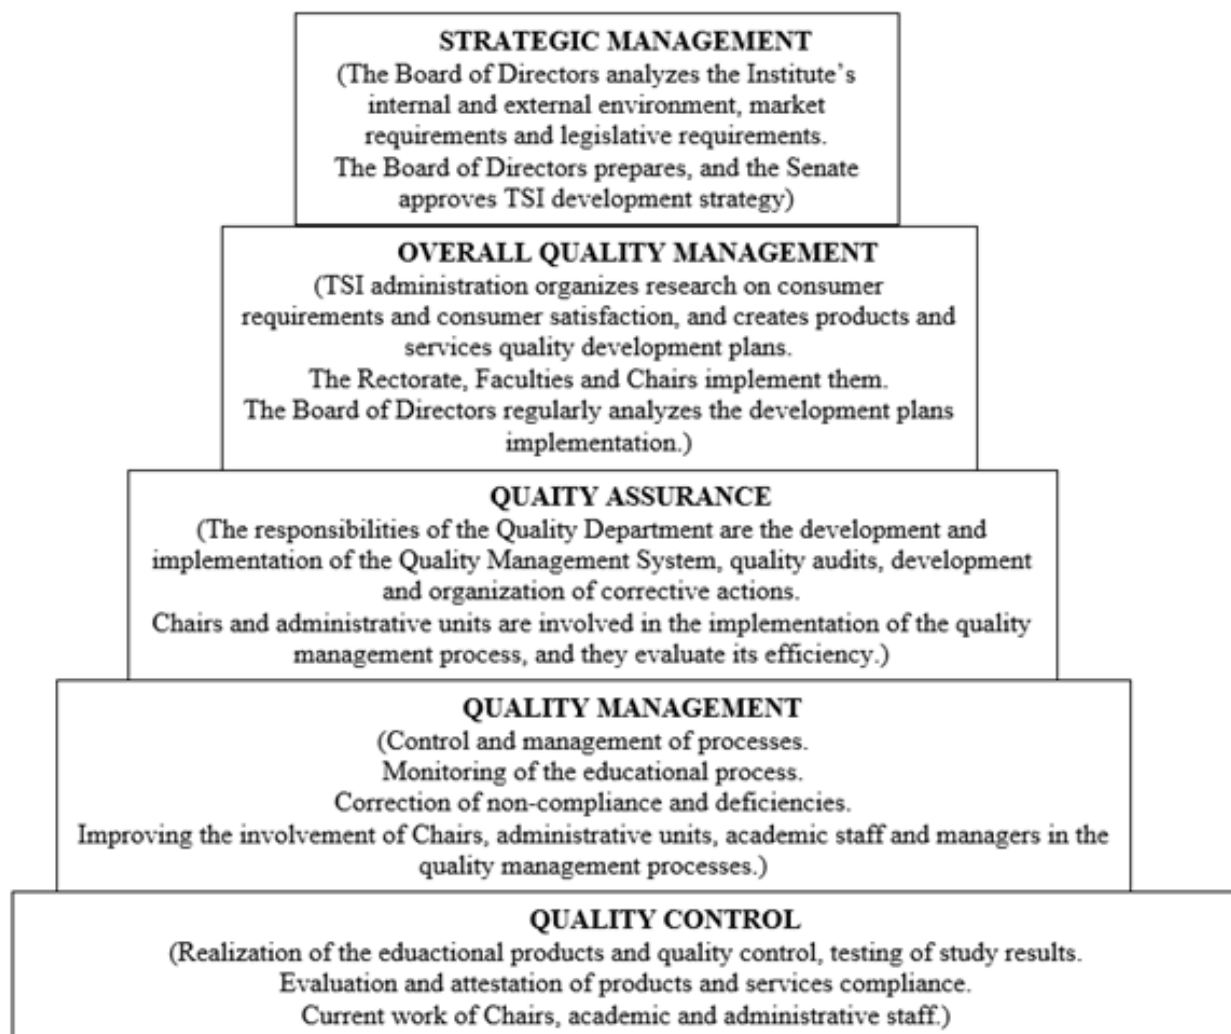 STRATEGIC MANAGEMENT
(The Board of Directors analyzes the Institute’s
internal and external environment, market
requirements and legislative requirements.
The Board of Directors prepares, and the Senate
approves TSI development strategy)
OVERALL QUALITY MANAGEMENT
(TSI administration organizes research on consumer
requirements and consumer satisfaction, and creates products and
services quality development plans.
The Rectorate, Faculties and Chairs implement them.
The Board of Directors regularly analyzes the development plans
implementation.)
QUAITY ASSURANCE
(The responsibilities of the Quality Department are the development and
implementation of the Quality Management System, quality audits, development
and organization of corrective actions.
Chairs and administrative units are involved in the implementation of the quality
management process, and they evaluate its efficiency.)
QUALITY MANAGEMENT
(Control and management of processes.
Monitoring of the educational process.
Correction of non-compliance and deficiencies.
Improving the involvement of Chairs, administrative units, academic staff and managers in the
quality management processes.)
QUALITY CONTROL
(Realization of the eduactional products and quality control, testing of study results.
Evaluation and attestation of products and services compliance.
Current work of Chairs, academic and administrative staff.)